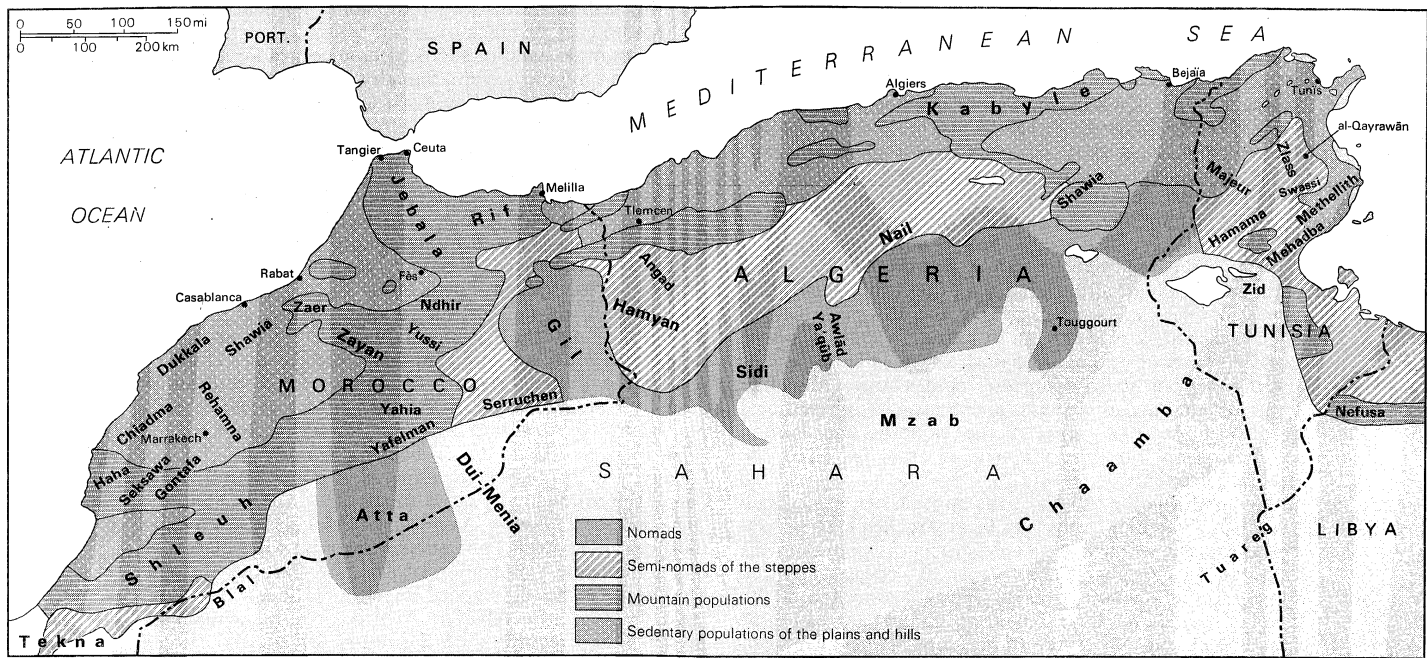 0 50 100 150 mi
0 100 200 km
PORT.
SPAIN
MEDITERRANEAN SEA
ATLANTIC
OCEAN
Tangier
Ceuta
Melilla
Algiers
Bejaïa
Tunis
al-Qayrawān
Kabyle
Jebala
Rif
Tlemcen
Shawia
Majeur
Zlass
Swassi
Methellith
Hamama
Mehadba
Nail
Angad
ALGERIA
Rabat
Fès
Casablanca
Zaer
Ndhir
Hamyan
Gil
Zid
Dukkala
Shawia
Zayan
Yussi
Awlād
Ya'qūb
Touggourt
TUNISIA
Sidi
MOROCCO
Serruchen
Chiadma
Rehamna
Yahia
Marrakech
Yafelman
Mzab
Nefusa
Haha
Seksawa
Gontafa
Dui-Menia
SAHARA
Chaamba
Shleuh
Atta
Tuareg
LIBYA
Blal
Tekna
Nomads
Semi-nomads of the steppes
Mountain populations
Sedentary populations of the plains and hills